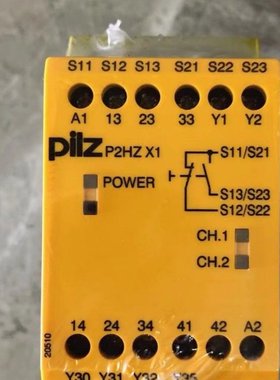 S11 S12 S13 S21 S22 S23
A1 13 23 33 Y1 Y2
pilz P2HZ X1
S11/S21
POWER
S13/S23
S12/S22
CH.1
CH.2
20510
14 24 34 41 42 A2
Y30 Y31 Y32 Y35